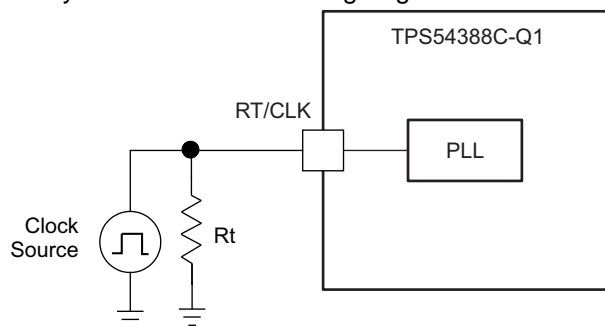 TPS54388C-Q1
RT/CLK
PLL
Clock
Source
Rt